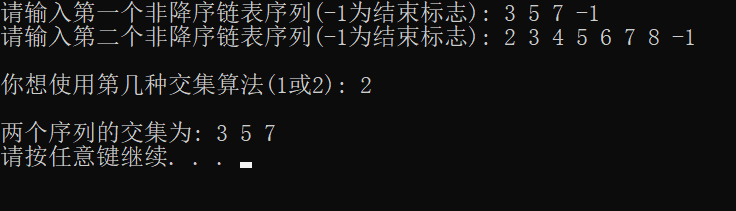 请输入第一个非降序链表序列(-1为结束标志): 3 5 7 -1
请输入第二个非降序链表序列(-1为结束标志): 2 3 4 5 6 7 8 -1
你想使用第几种交集算法(1或2): 2
两个序列的交集为: 3 5 7
请按任意键继续. . .